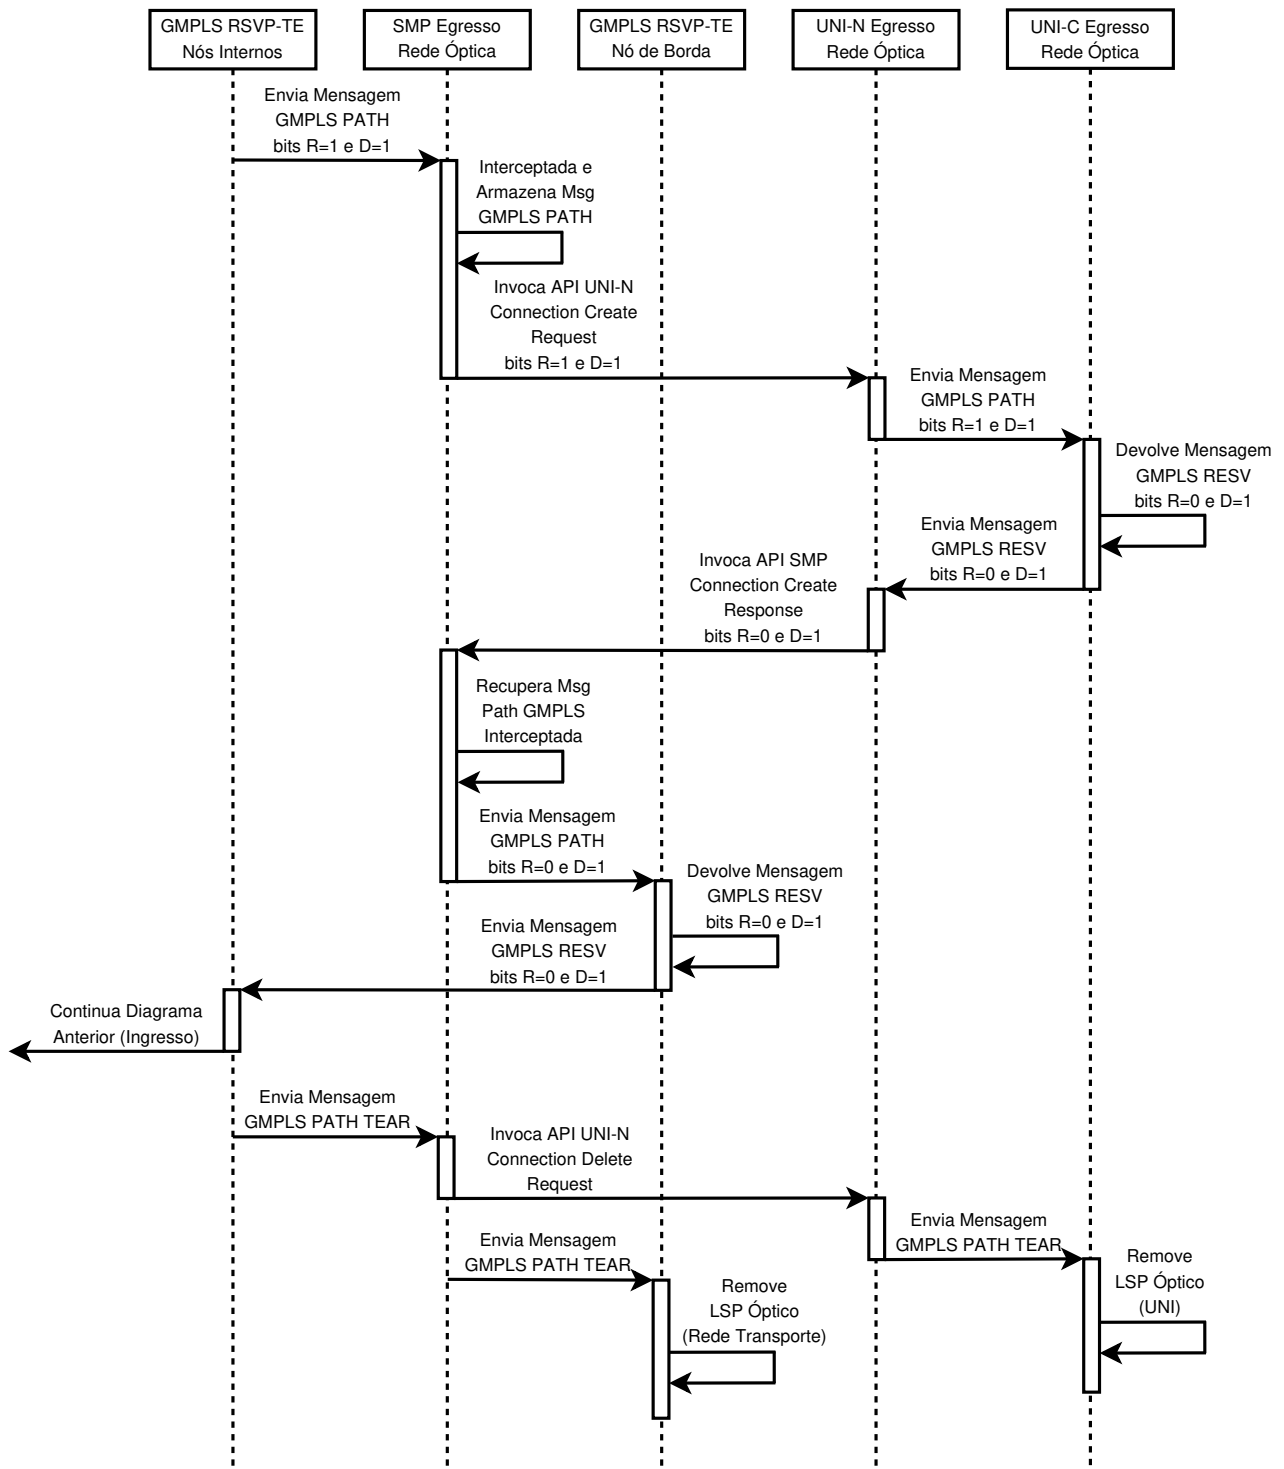 GMPLS RSVP-TE
Nós Internos
SMP Egresso
Rede Óptica
GMPLS RSVP-TE
Nó de Borda
UNI-N Egresso
Rede Óptica
UNI-C Egresso
Rede Óptica
Envia Mensagem
GMPLS PATH
bits R=1 e D=1
Interceptada e
Armazena Msg
GMPLS PATH
Invoca API UNI-N
Connection Create
Request
bits R=1 e D=1
Envia Mensagem
GMPLS PATH
bits R=1 e D=1
Devolve Mensagem
GMPLS RESV
bits R=0 e D=1
Envia Mensagem
GMPLS RESV
bits R=0 e D=1
Invoca API SMP
Connection Create
Response
bits R=0 e D=1
Recupera Msg
Path GMPLS
Interceptada
Envia Mensagem
GMPLS PATH
bits R=0 e D=1
Devolve Mensagem
GMPLS RESV
bits R=0 e D=1
Envia Mensagem
GMPLS RESV
bits R=0 e D=1
Continua Diagrama
Anterior (Ingresso)
Envia Mensagem
GMPLS PATH TEAR
Invoca API UNI-N
Connection Delete
Request
Envia Mensagem
GMPLS PATH TEAR
Remove
LSP Óptico
(UNI)
Envia Mensagem
GMPLS PATH TEAR
Remove
LSP Óptico
(Rede Transporte)